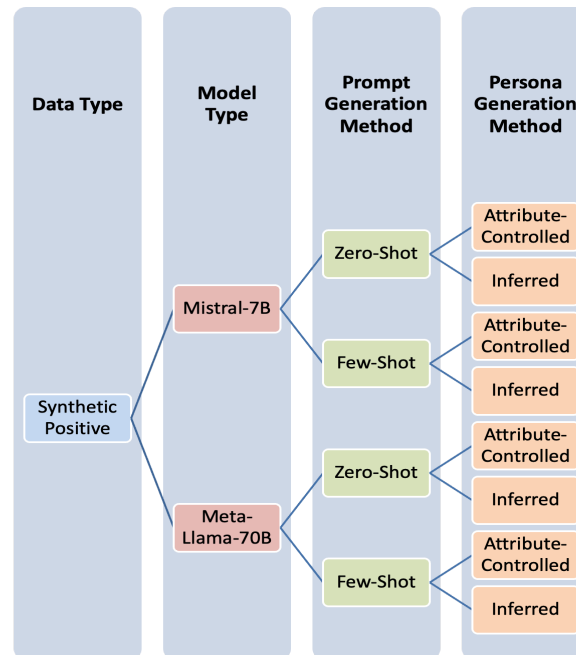 Data Type
Model
Type
Prompt
Generation
Method
Persona
Generation
Method
Synthetic
Positive
Mistral-7B
Meta-
Llama-70B
Zero-Shot
Few-Shot
Zero-Shot
Few-Shot
Attribute-
Controlled
Inferred
Attribute-
Controlled
Inferred
Attribute-
Controlled
Inferred
Attribute-
Controlled
Inferred